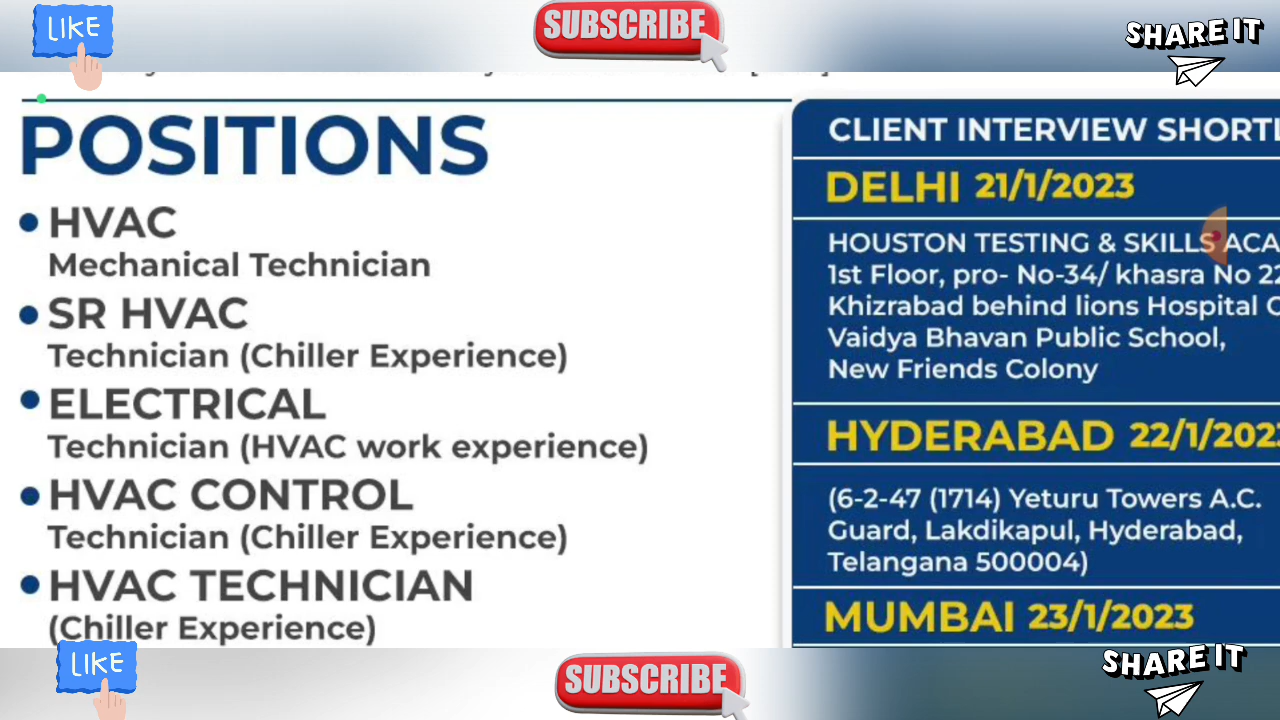 LIKE
SUBSCRIBE
SHARE IT
POSITIONS
HVAC
Mechanical Technician
SR HVAC
Technician (Chiller Experience)
ELECTRICAL
Technician (HVAC work experience)
HVAC CONTROL
Technician (Chiller Experience)
HVAC TECHNICIAN
(Chiller Experience)
CLIENT INTERVIEW
DELHI 21/1/2023
HOUSTON TESTING & SKILLS
1st Floor, pro- No-34/ khasra No
Khizrabad behind lions Hospital
Vaidya Bhavan Public School,
New Friends Colony
HYDERABAD 22/1/2023
(6-2-47 (1714) Yeturu Towers A.C.
Guard, Lakdikapul, Hyderabad,
Telangana 500004)
MUMBAI 23/1/2023
LIKE
SUBSCRIBE
SHARE IT